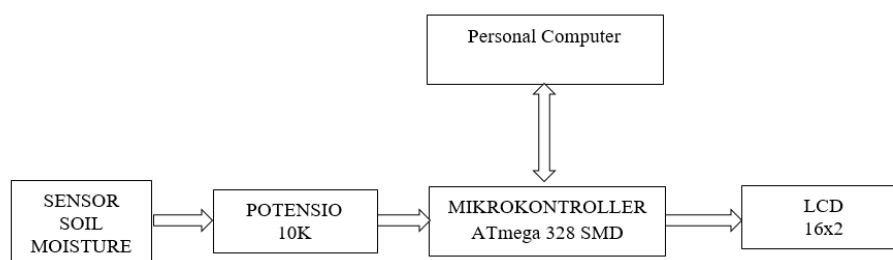 Personal Computer
SENSOR
SOIL
MOISTURE
POTENSIO
10K
MIKROKONTROLLER
ATmega 328 SMD
LCD
16x2